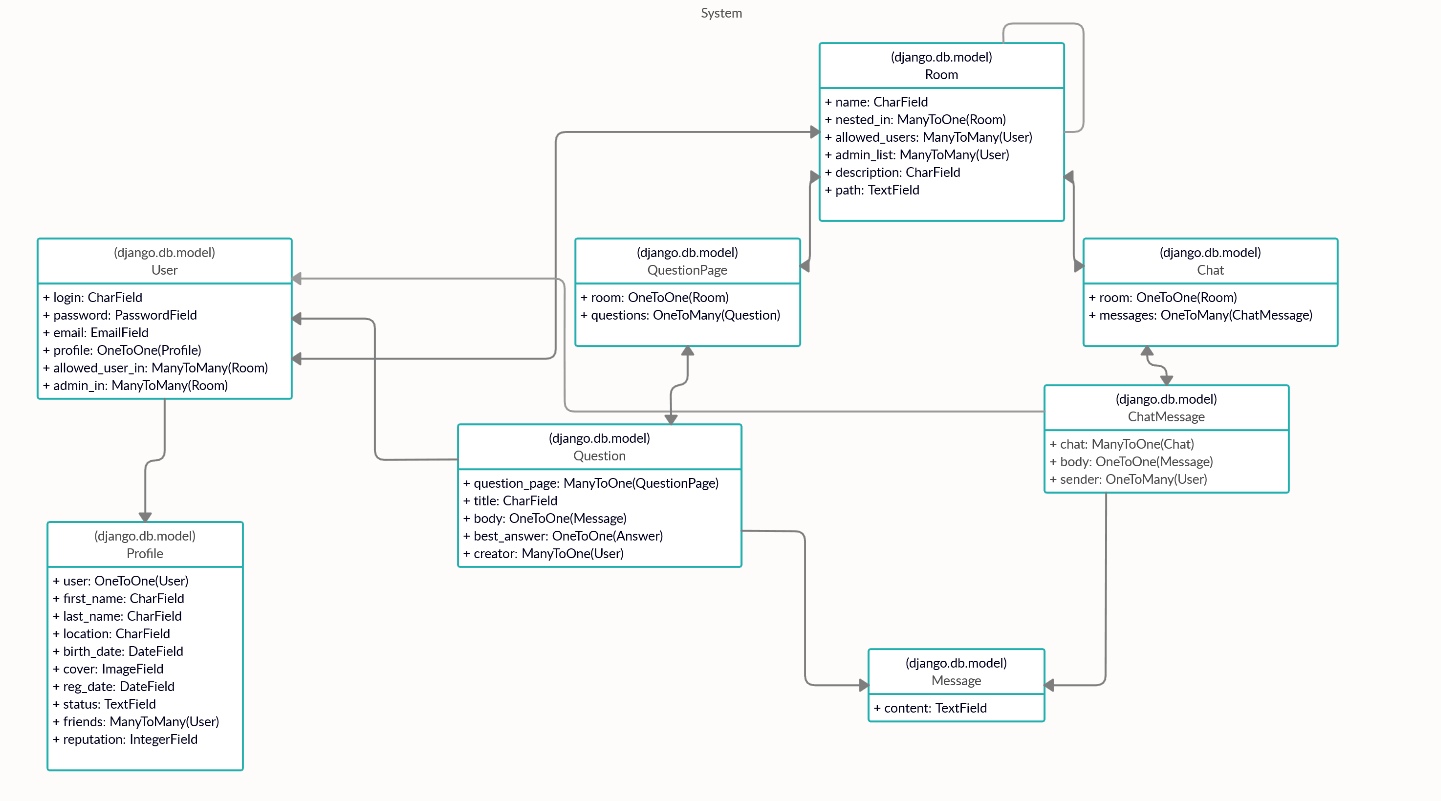 System
(django.db.model)
Room
+ name: CharField
+ nested_in: ManyToOne(Room)
+ allowed_users: ManyToMany(User)
+ admin_list: ManyToMany(User)
+ description: CharField
+ path: TextField
(django.db.model)
User
+ login: CharField
+ password: PasswordField
+ email: EmailField
+ profile: OneToOne(Profile)
+ allowed_user_in: ManyToMany(Room)
+ admin_in: ManyToMany(Room)
(django.db.model)
QuestionPage
+ room: OneToOne(Room)
+ questions: OneToMany(Question)
(django.db.model)
Chat
+ room: OneToOne(Room)
+ messages: OneToMany(ChatMessage)
(django.db.model)
ChatMessage
+ chat: ManyToOne(Chat)
+ body: OneToOne(Message)
+ sender: OneToMany(User)
(django.db.model)
Question
+ question_page: ManyToOne(QuestionPage)
+ title: CharField
+ body: OneToOne(Message)
+ best_answer: OneToOne(Answer)
+ creator: ManyToOne(User)
(django.db.model)
Profile
+ user: OneToOne(User)
+ first_name: CharField
+ last_name: CharField
+ location: CharField
+ birth_date: DateField
+ cover: ImageField
+ reg_date: DateField
+ status: TextField
+ friends: ManyToMany(User)
+ reputation: IntegerField
(django.db.model)
Message
+ content: TextField